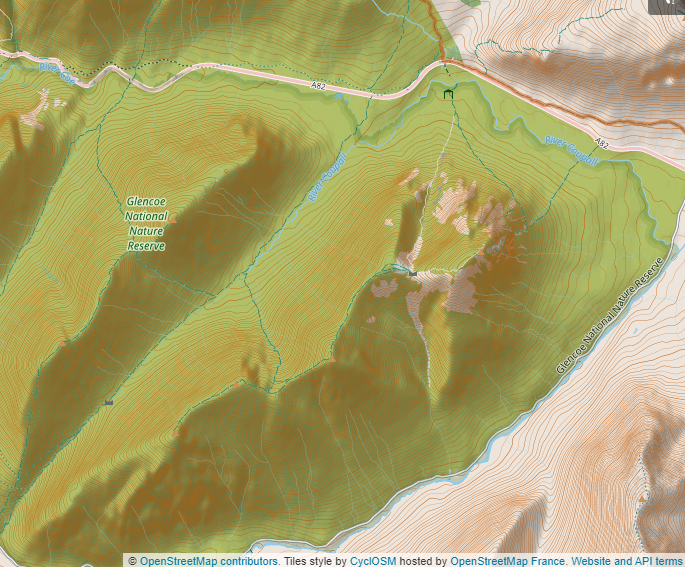 River Coe
A82
A82
River Coupall
River Coupall
Glencoe
National
Nature
Reserve
Glencoe National Nature Reserve
© OpenStreetMap contributors. Tiles style by CyclOSM hosted by OpenStreetMap France. Website and API terms